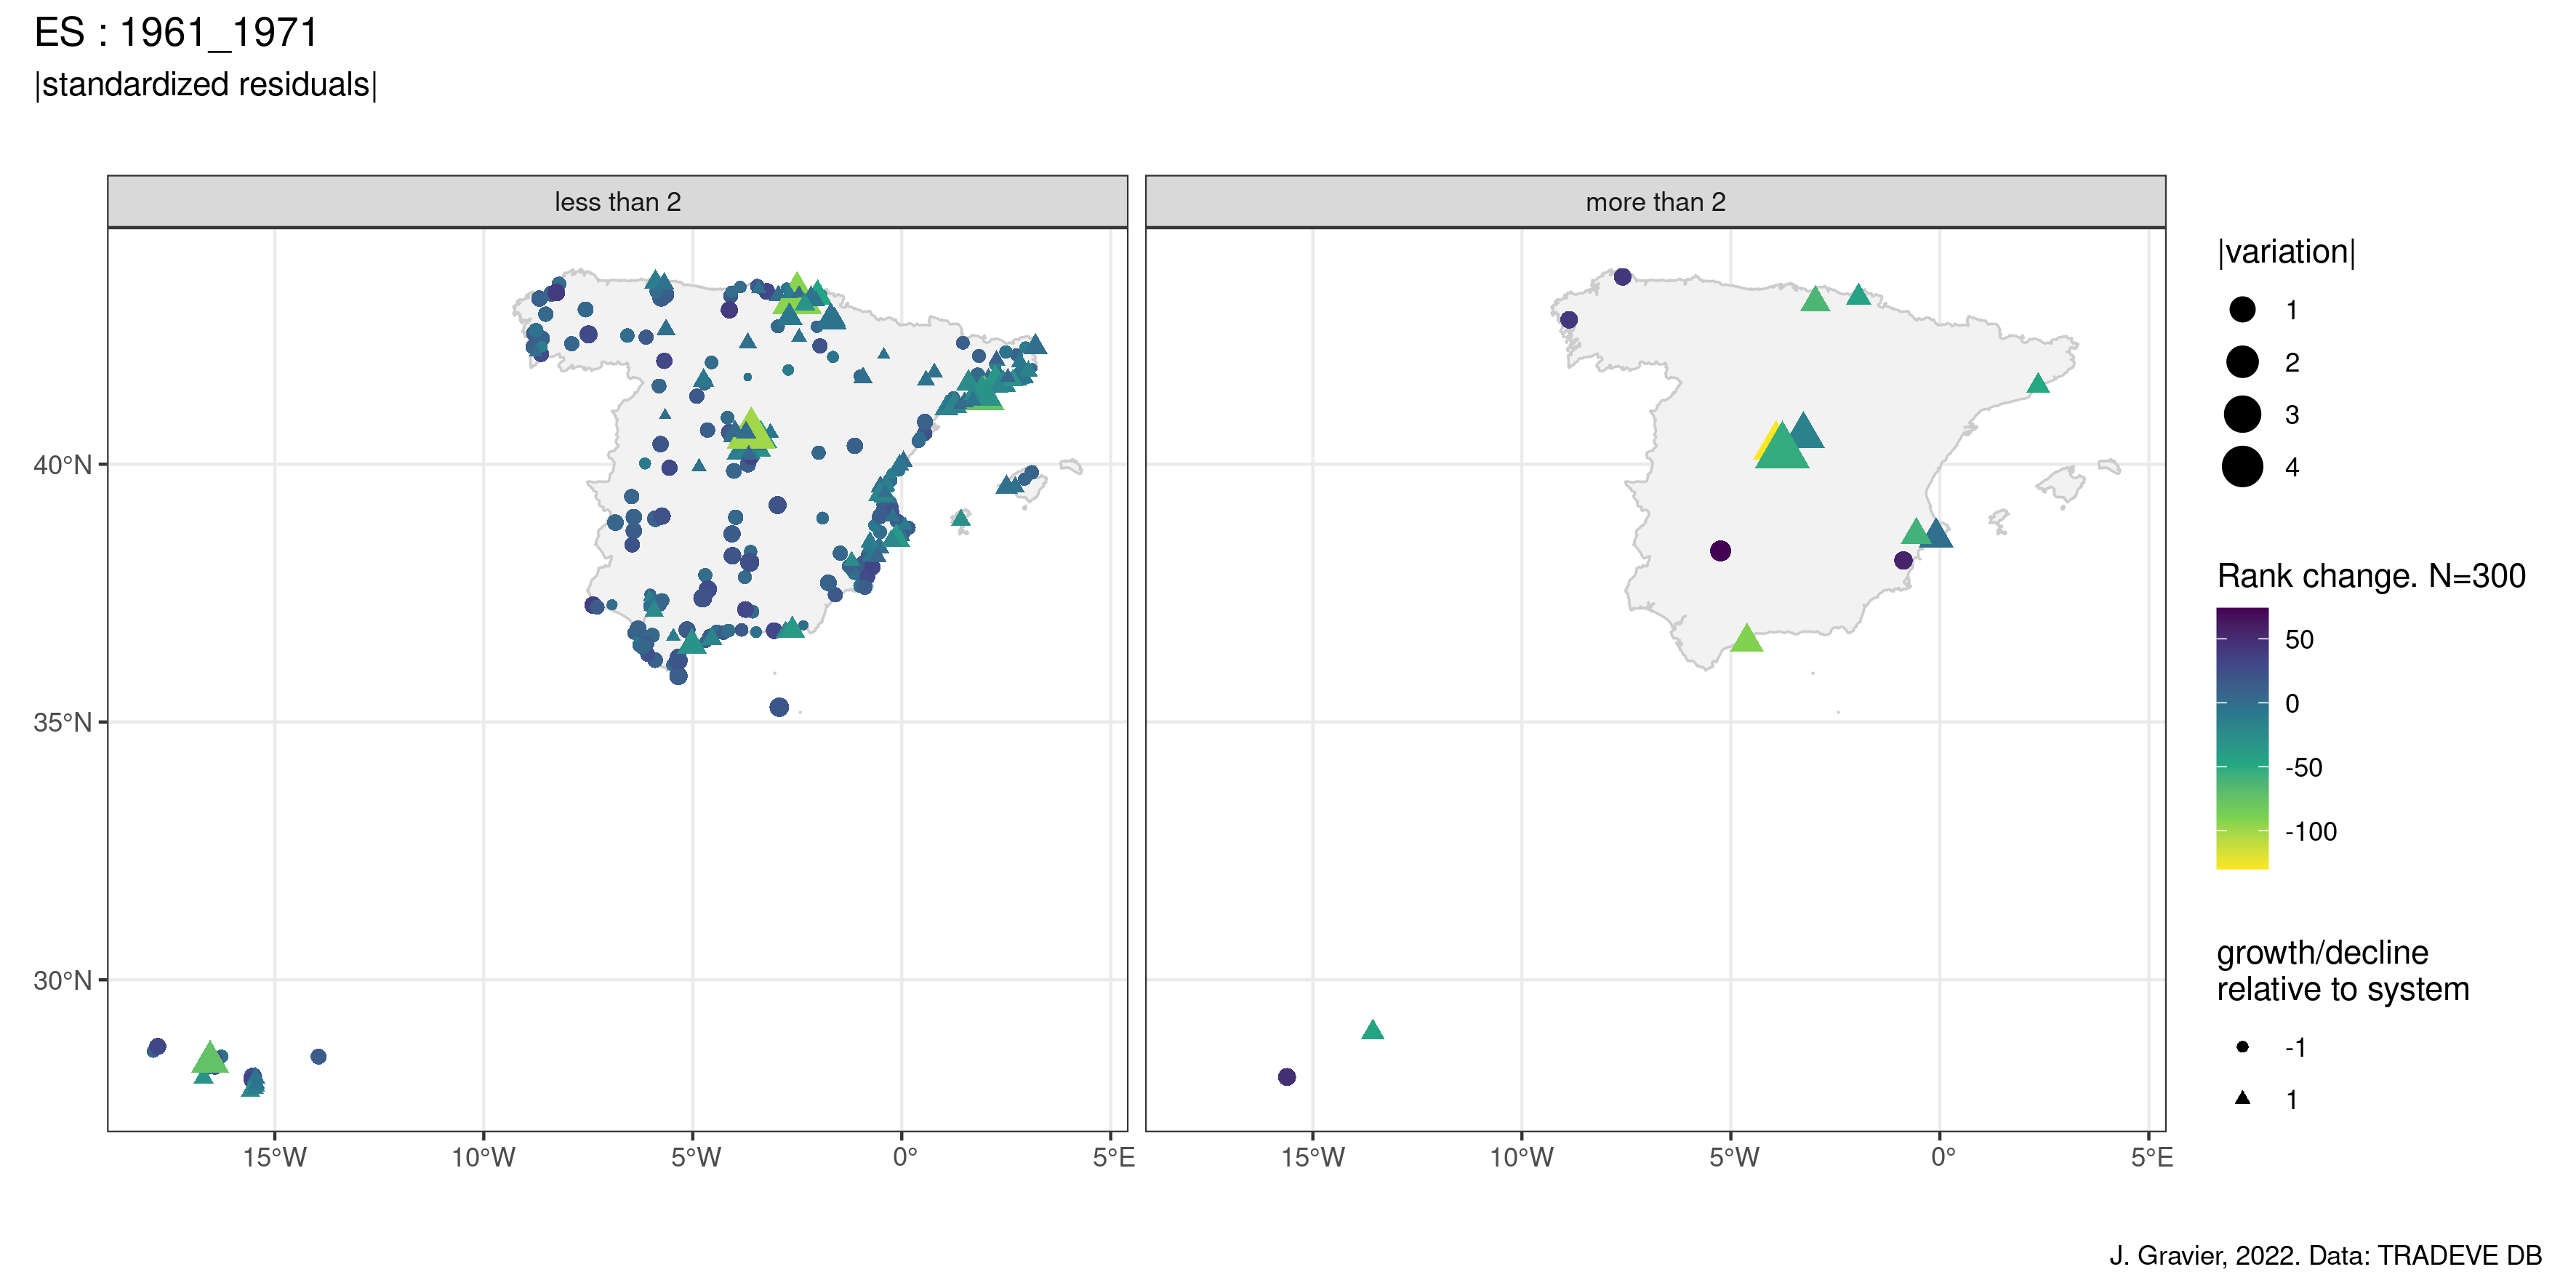 ES : 1961_1971
|standardized residuals|
less than 2
more than 2
40°N
35°N
30°N
15°W
10°W
5°W
0°
5°E
15°W
10°W
5°W
0°
5°E
|variation|
1
2
3
4
Rank change. N=300
50
0
-50
-100
growth/decline
relative to system
-1
1
J. Gravier, 2022. Data: TRADEVE DB